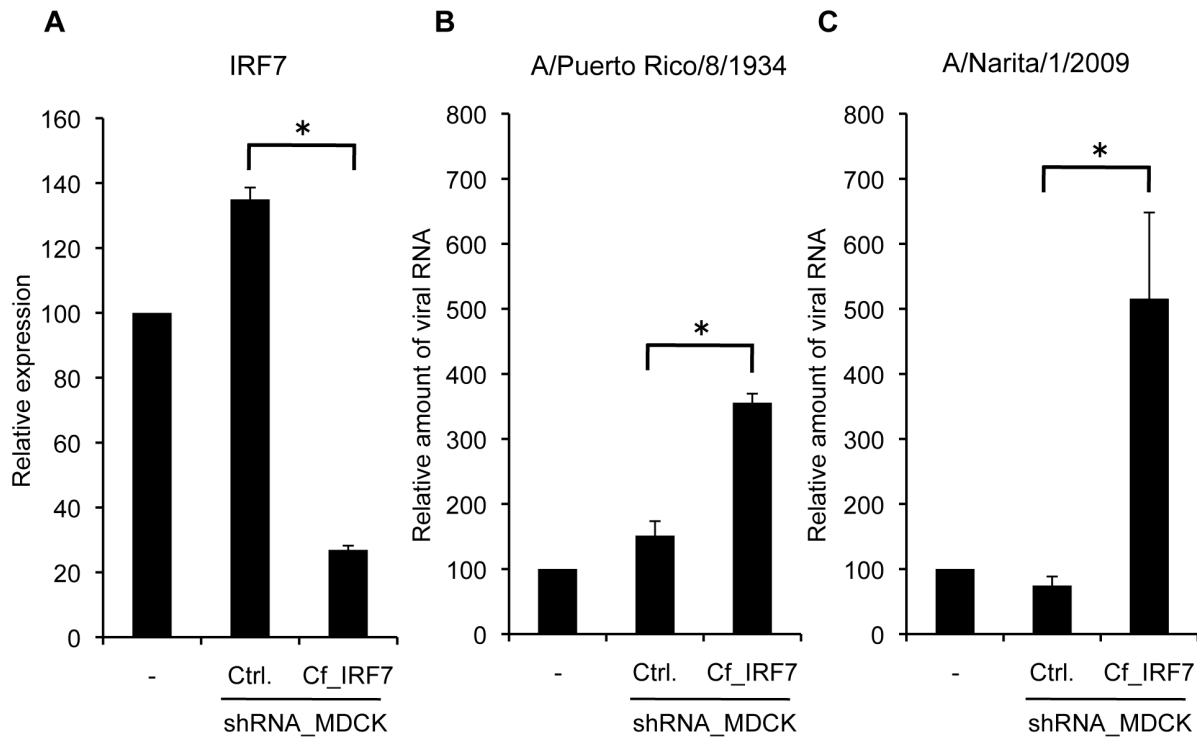 A
IRF7
Relative expression
160
140
120
100
80
60
40
20
0
*
-
Ctrl.
Cf_IRF7
shRNA_MDCK
B
A/Puerto Rico/8/1934
Relative amount of viral RNA
800
700
600
500
400
300
200
100
0
*
-
Ctrl.
Cf_IRF7
shRNA_MDCK
C
A/Narita/1/2009
Relative amount of viral RNA
800
700
600
500
400
300
200
100
0
*
-
Ctrl.
Cf_IRF7
shRNA_MDCK